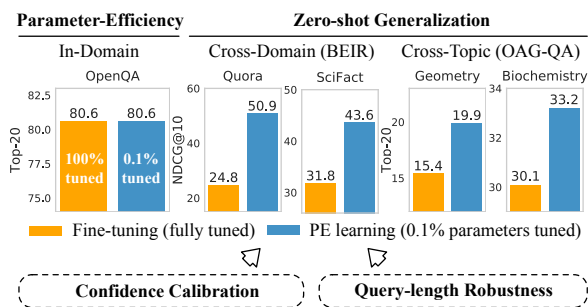 Parameter-Efficiency
Zero-shot Generalization
In-Domain
Cross-Domain (BEIR)
Cross-Topic (OAG-QA)
OpenQA
Quora
SciFact
Geometry
Biochemistry
Top-20
82.5
80.0
77.5
75.0
80.6
80.6
100%
tuned
0.1%
tuned
NDCG@10
60
40
20
24.8
50.9
50
40
30
31.8
43.6
Top-20
20
15
15.4
19.9
34
32
30
30.1
33.2
Fine-tuning (fully tuned)
PE learning (0.1% parameters tuned)
Confidence Calibration
Query-length Robustness